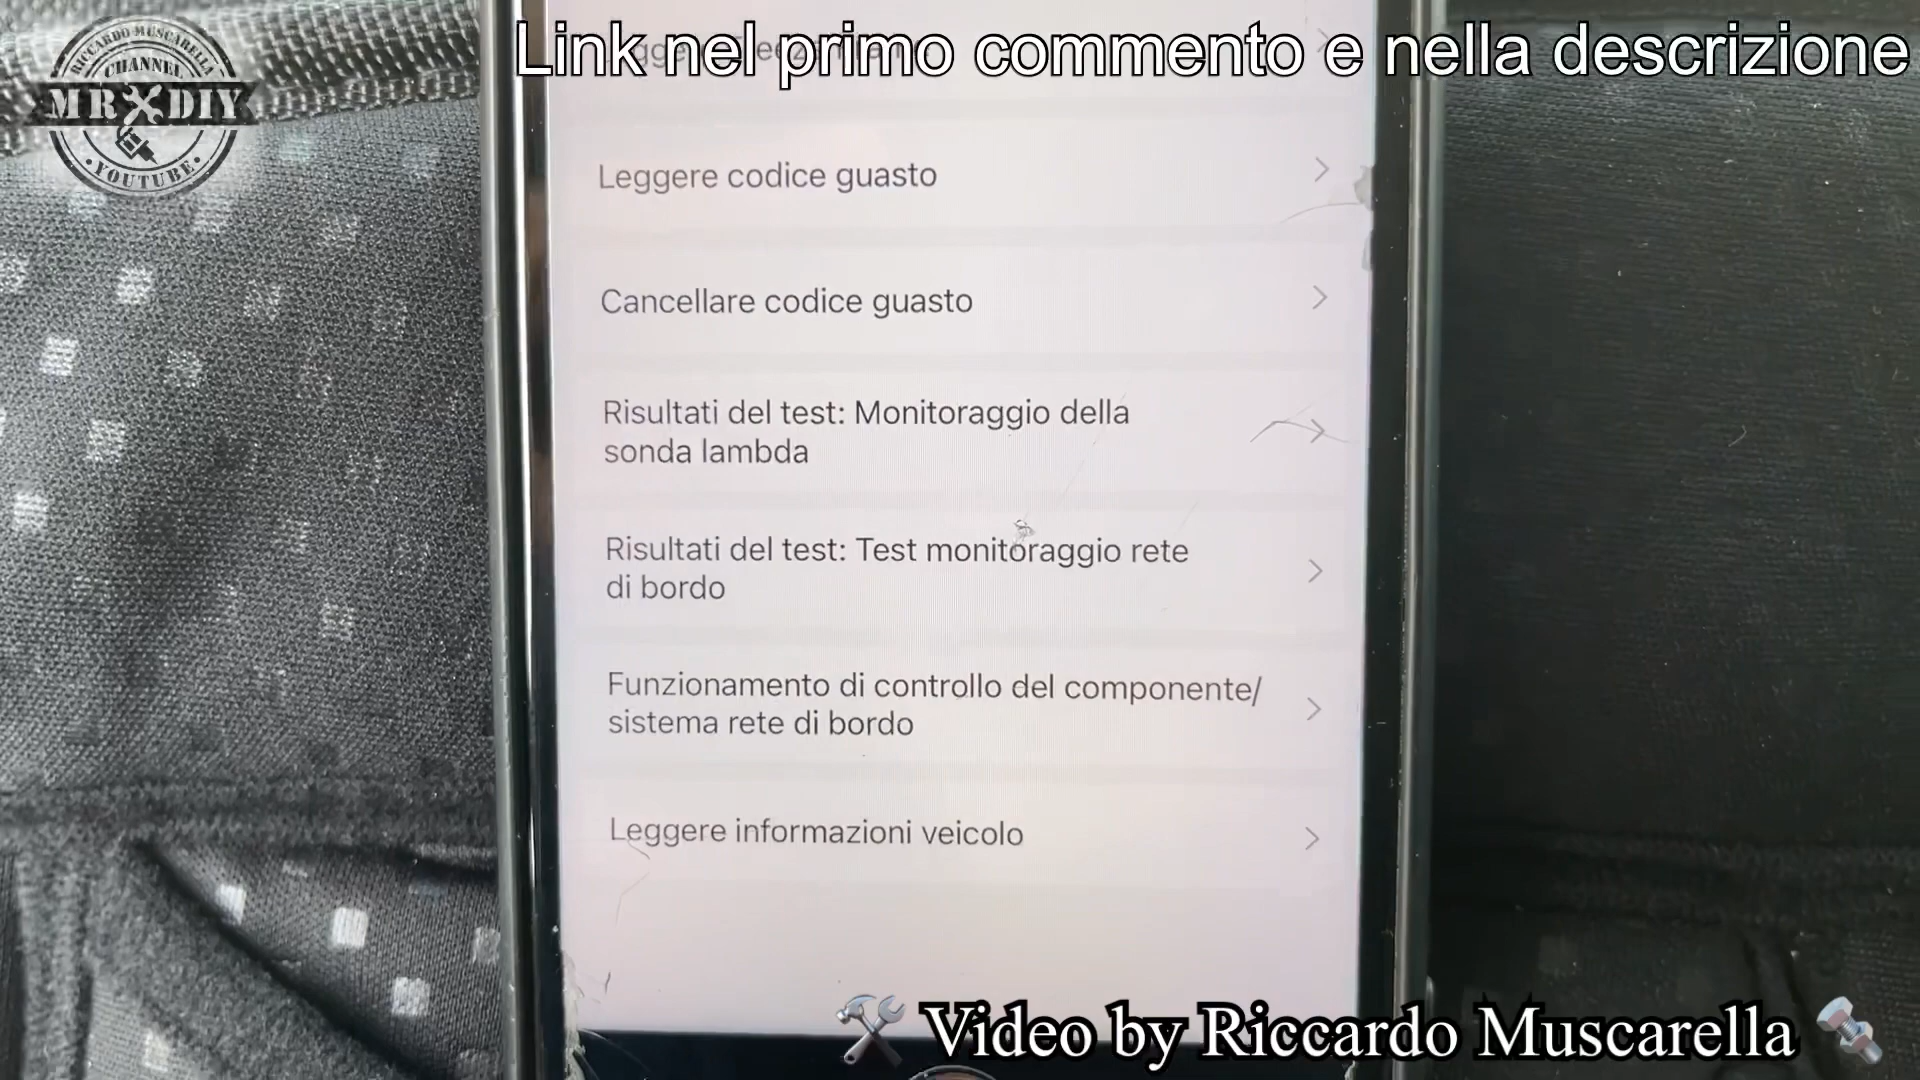 Link nel primo commento e nella descrizione
RICCARDO MUSCARELLA
CHANNEL
MR DIY
YOUTUBE
Leggere codice guasto
Cancellare codice guasto
Risultati del test: Monitoraggio della
sonda lambda
Risultati del test: Test monitoraggio rete
di bordo
Funzionamento di controllo del componente/
sistema rete di bordo
Leggere informazioni veicolo
Video by Riccardo Muscarella